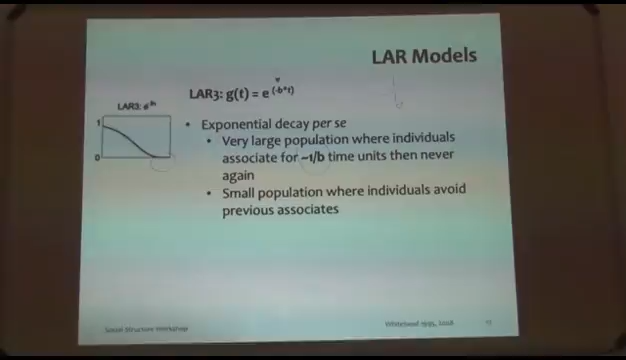 LAR Models
LAR3: g(t) = e (-b*t)
LAR3: e
1
0
• Exponential decay per se
• Very large population where individuals
associate for ~1/b time units then never
again
• Small population where individuals avoid
previous associates
Social Structure Workshop
Whitehead 1995, 2008